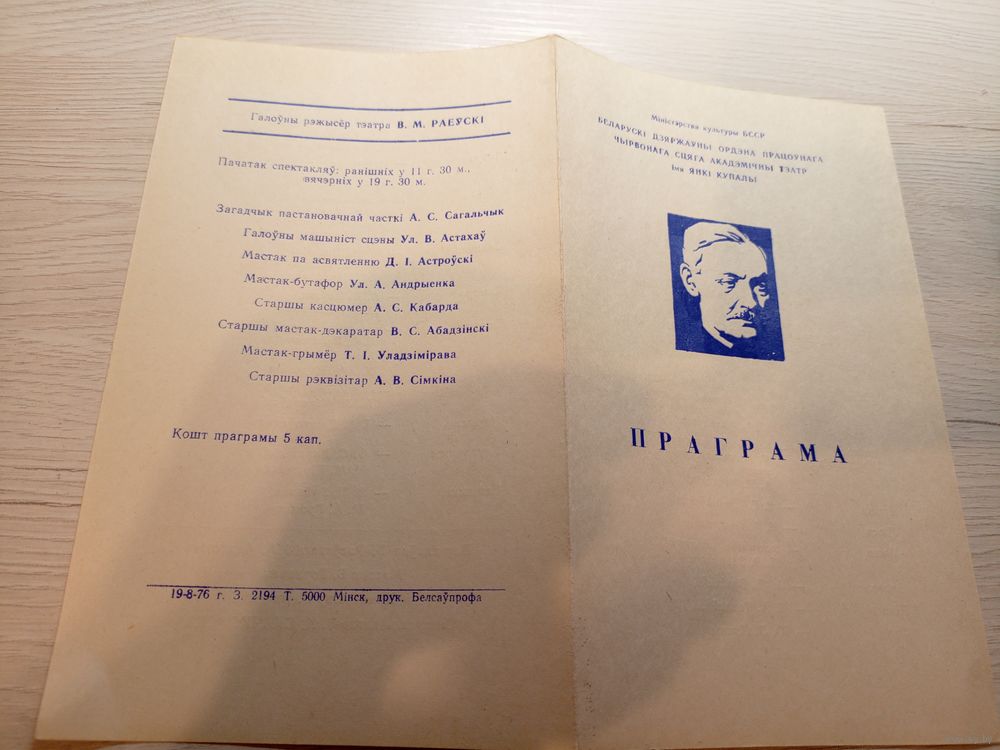 Галоўны рэжысёр тэатра В. М. РАЕЎСКІ
Пачатак спектакляў: ранішніх у 11 г. 30 м.,
вячэрніх у 19 г. 30 м.
Загадчык пастановачнай часткі А. С. Сагальчык
Галоўны машыніст сцэны Ул. В. Астахаў
Мастак па асвятленню Д. І. Астроўскі
Мастак-бутафор Ул. А. Андрыенка
Старшы касцюмер А. С. Кабарда
Старшы мастак-дэкаратар В. С. Абадзінскі
Мастак-грымёр Т. І. Уладзімірава
Старшы рэквізітар А. В. Сімкіна
Кошт праграмы 5 кап.
19-8-76 г. З. 2194 Т. 5000 Мінск, друк. Белсаўпрофа
Міністэрства культуры БССР
БЕЛАРУСКІ ДЗЯРЖАУНЫ ОРДЭНА ПРАЦОУНАГА
ЧЫРВОНАГА СЦЯГА АКАДЭМІЧНЫ ТЭАТР
імя ЯНКІ КУПАЛЫ
ПРАГРАМА